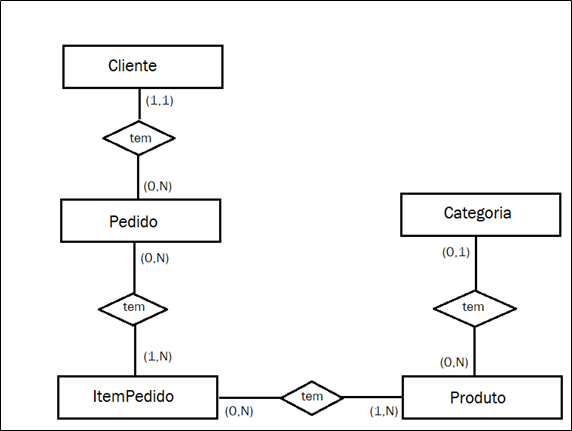 Cliente
(1,1)
tem
(0,N)
Pedido
Categoria
(0,N)
(0,1)
tem
tem
(1,N)
(0,N)
ItemPedido
(0,N)
tem
(1,N)
Produto